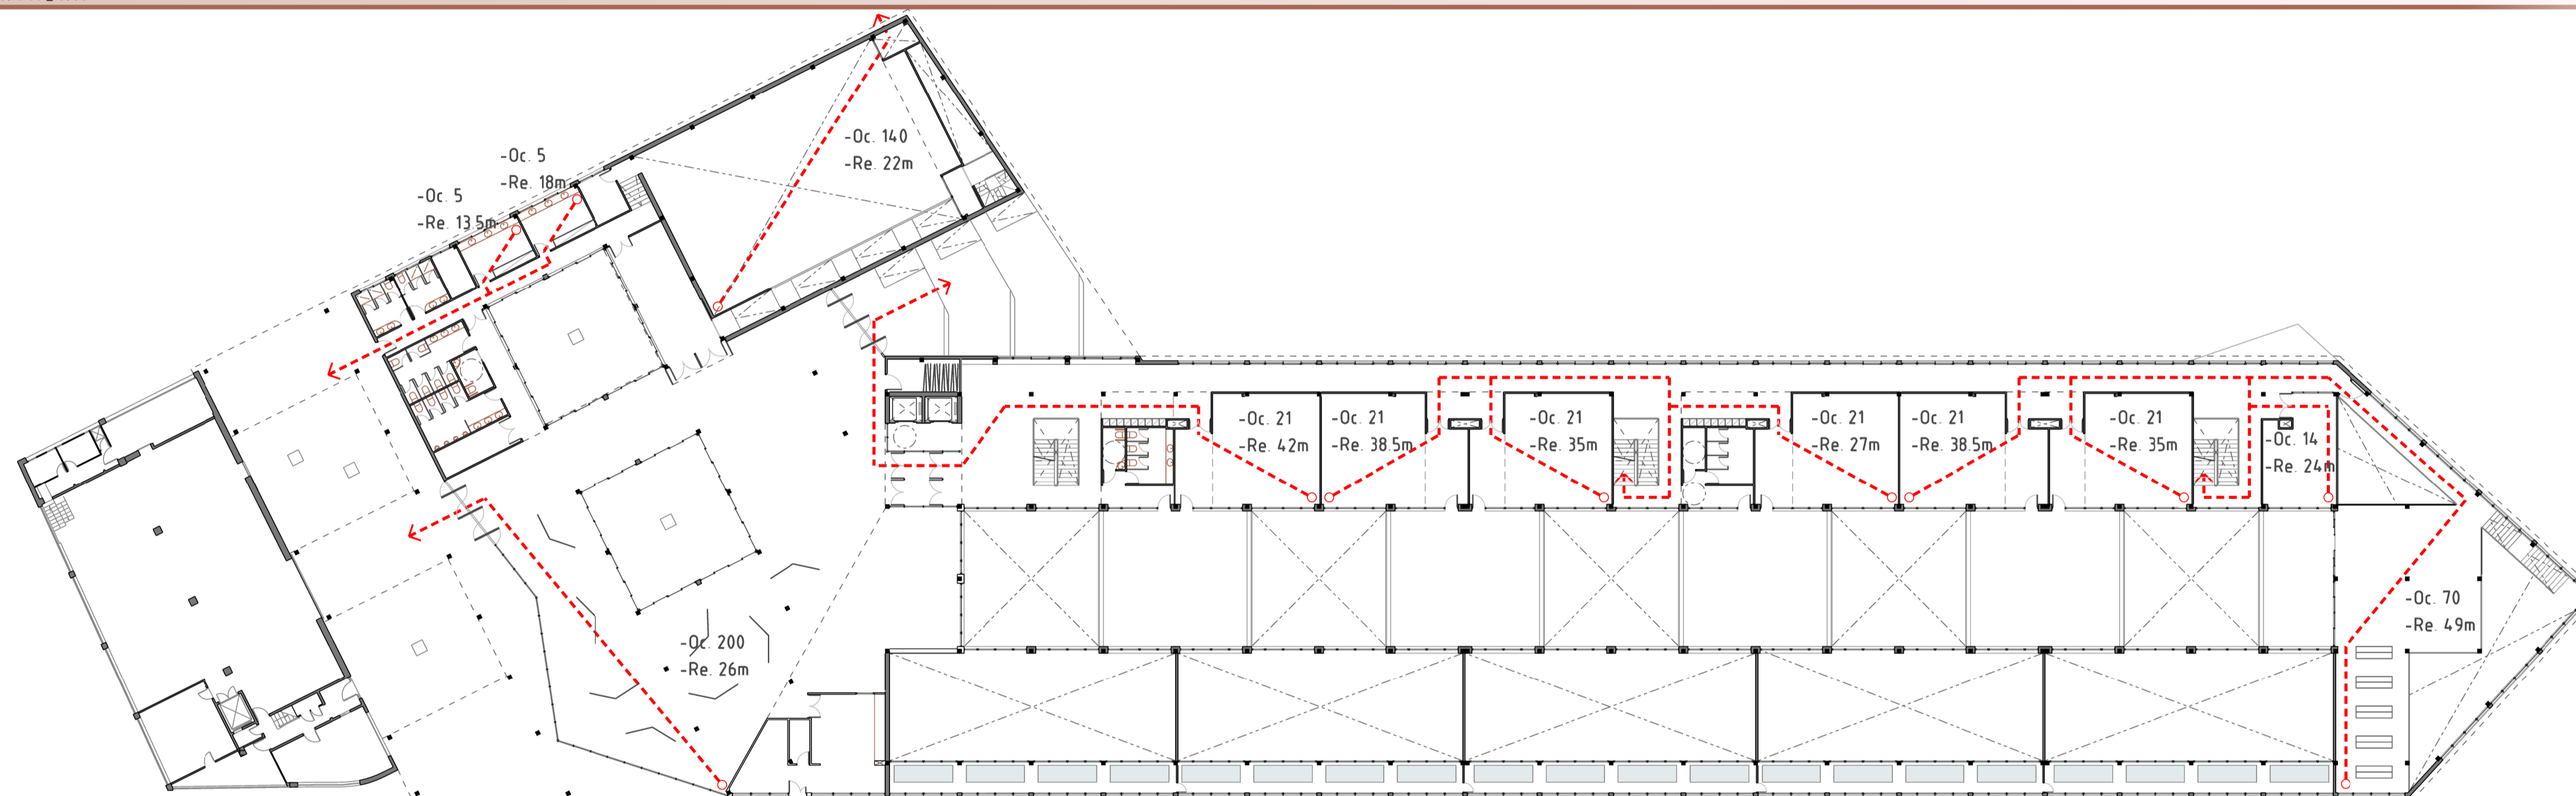 -Oc. 5
-Re. 18m
-Oc. 5
-Re. 13.5m
-Oc. 140
-Re. 22m
-Oc. 21
-Re. 42m
-Oc. 21
-Re. 38.5m
-Oc. 21
-Re. 35m
-Oc. 21
-Re. 27m
-Oc. 21
-Re. 38.5m
-Oc. 21
-Re. 35m
-Oc. 14
-Re. 24m
-Oc. 70
-Re. 49m
-Oc. 200
-Re. 26m